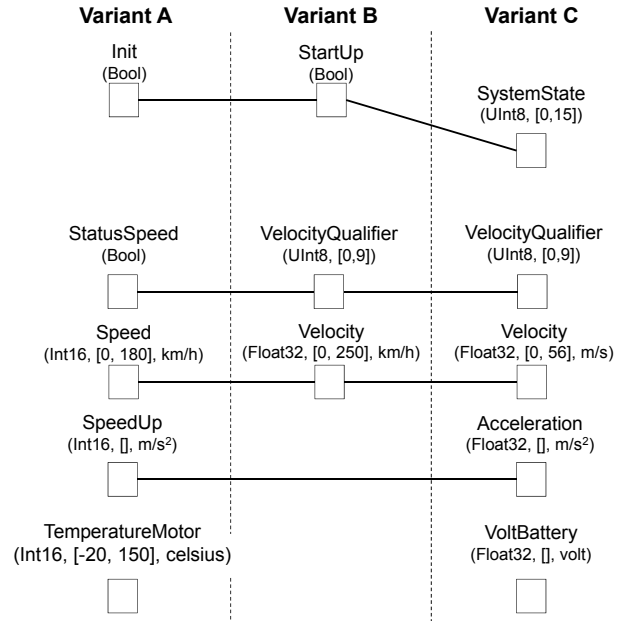 Variant A
Variant B
Variant C
Init
(Bool)
StartUp
(Bool)
SystemState
(UInt8, [0,15])
StatusSpeed
(Bool)
VelocityQualifier
(UInt8, [0,9])
VelocityQualifier
(UInt8, [0,9])
Speed
(Int16, [0, 180], km/h)
Velocity
(Float32, [0, 250], km/h)
Velocity
(Float32, [0, 56], m/s)
SpeedUp
(Int16, [], m/s²)
Acceleration
(Float32, [], m/s²)
TemperatureMotor
(Int16, [-20, 150], celsius)
VoltBattery
(Float32, [], volt)